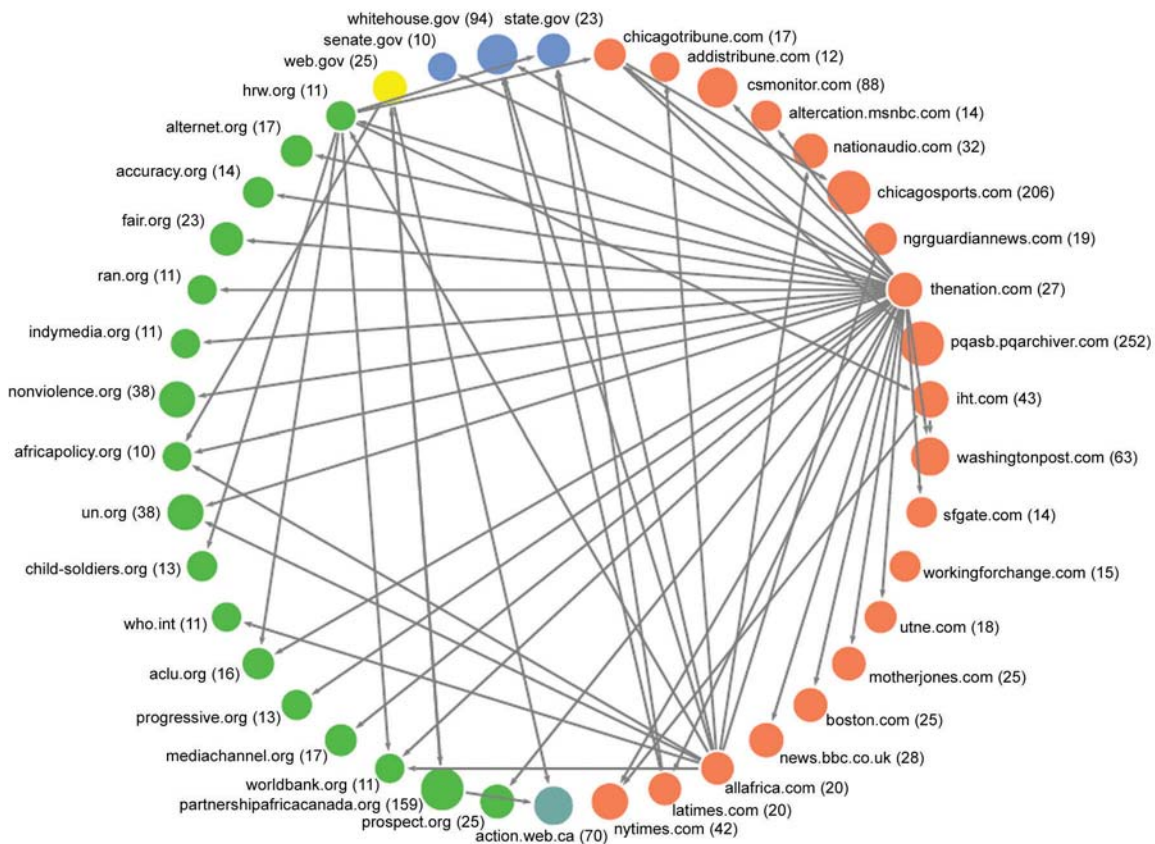 whitehouse.gov (94)
state.gov (23)
senate.gov (10)
web.gov (25)
hrw.org (11)
alternet.org (17)
accuracy.org (14)
fair.org (23)
ran.org (11)
indymedia.org (11)
nonviolence.org (38)
africapolicy.org (10)
un.org (38)
child-soldiers.org (13)
who.int (11)
aclu.org (16)
progressive.org (13)
mediachannel.org (17)
worldbank.org (11)
partnershipafricacanada.org (159)
prospect.org (25)
action.web.ca (70)
chicagotribune.com (17)
addistribune.com (12)
csmonitor.com (88)
altercation.msnbc.com (14)
nationaudio.com (32)
chicagosports.com (206)
ngrguardiannews.com (19)
thenation.com (27)
pqasb.pqarchiver.com (252)
iht.com (43)
washingtonpost.com (63)
sfgate.com (14)
workingforchange.com (15)
utne.com (18)
motherjones.com (25)
boston.com (25)
news.bbc.co.uk (28)
allafrica.com (20)
latimes.com (20)
nytimes.com (42)